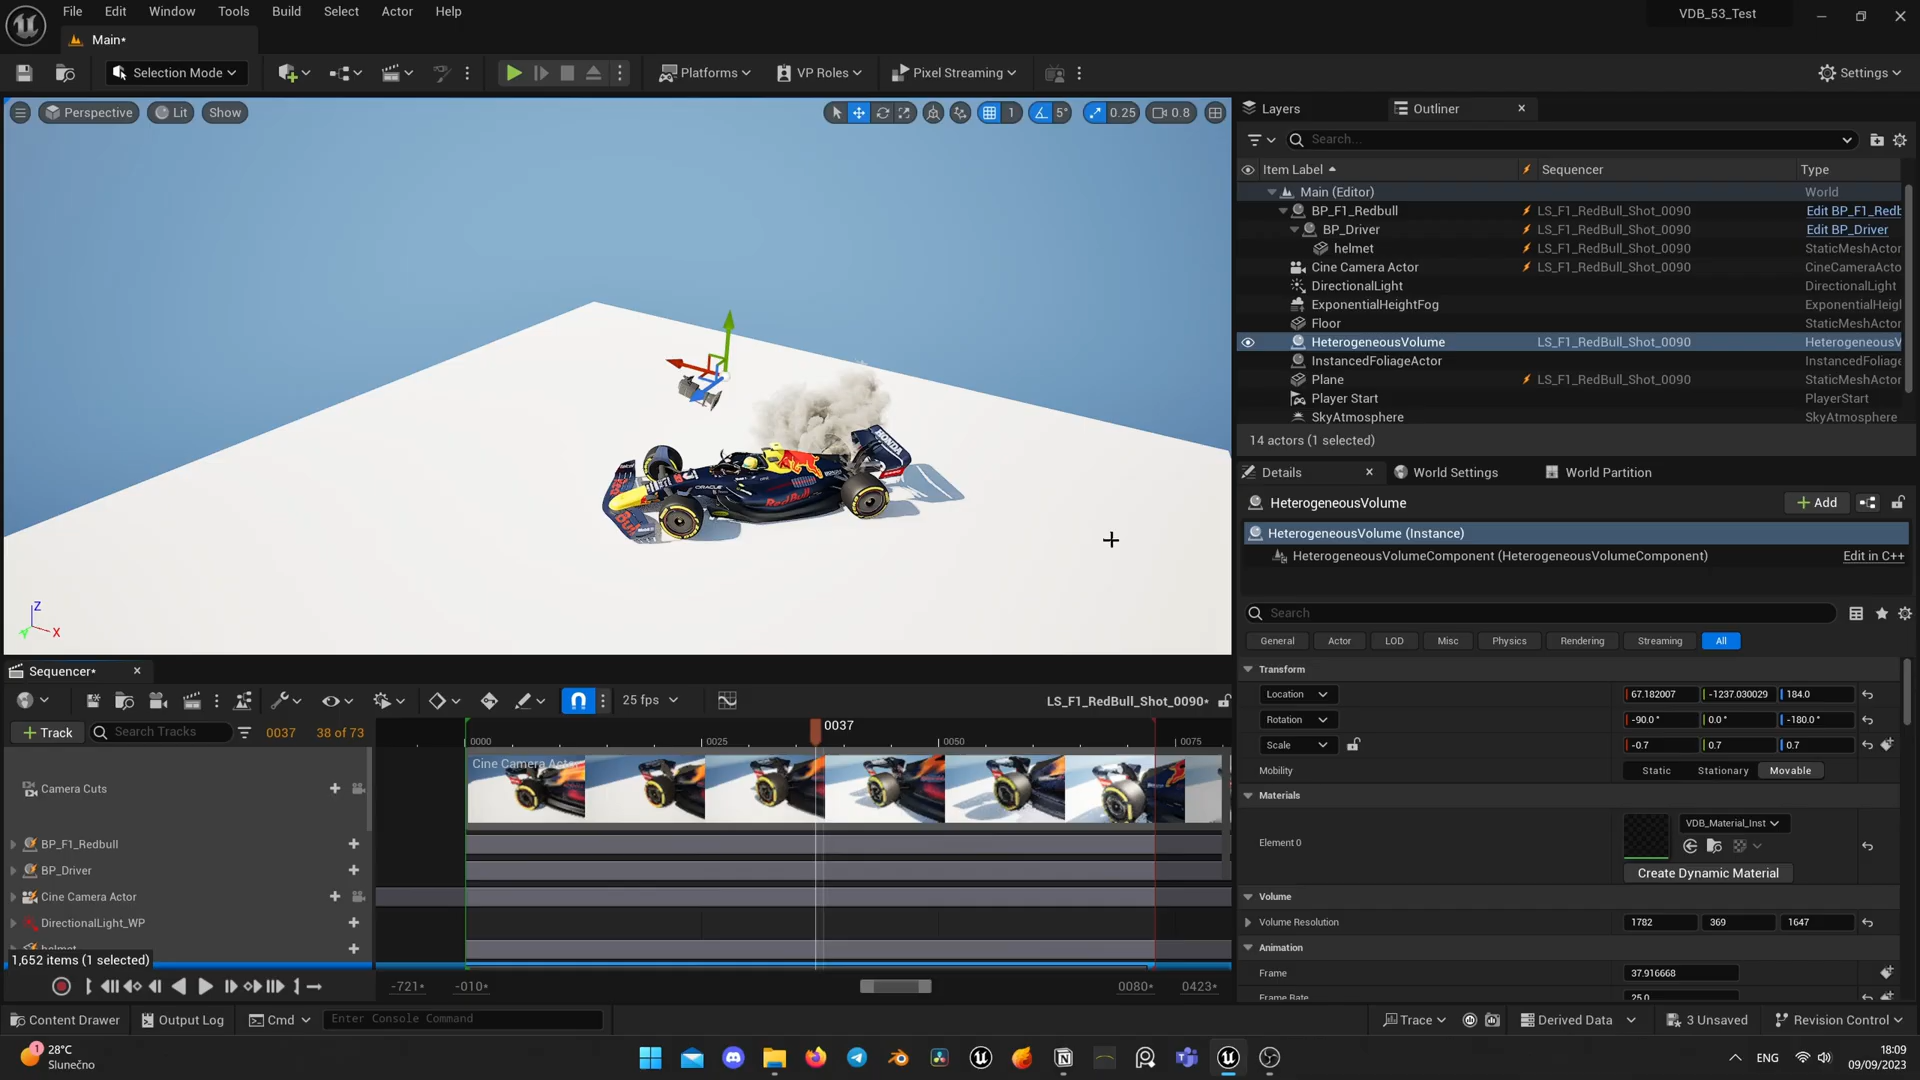 File Edit Window Tools Build Select Actor Help
VDB_53_Test
Main*
Selection Mode
Platforms
VP Roles
Pixel Streaming
Settings
Perspective Lit Show
1 5° 0.25 0.8
HONDA
ORACLE
RedBull
Z
X
Layers
Outliner
Search...
Item Label Sequencer Type
Main (Editor) World
BP_F1_Redbull LS_F1_RedBull_Shot_0090 Edit BP_F1_Redb
BP_Driver LS_F1_RedBull_Shot_0090 Edit BP_Driver
helmet LS_F1_RedBull_Shot_0090 StaticMeshActor
Cine Camera Actor LS_F1_RedBull_Shot_0090 CineCameraActo
DirectionalLight DirectionalLight
ExponentialHeightFog ExponentialHeigl
Floor StaticMeshActor
HeterogeneousVolume LS_F1_RedBull_Shot_0090 HeterogeneousV
InstancedFoliageActor InstancedFoliage
Plane LS_F1_RedBull_Shot_0090 StaticMeshActor
Player Start PlayerStart
SkyAtmosphere SkyAtmosphere
14 actors (1 selected)
Details
World Settings
World Partition
HeterogeneousVolume
Add
HeterogeneousVolume (Instance)
HeterogeneousVolumeComponent (HeterogeneousVolumeComponent) Edit in C++
Search
General Actor LOD Misc Physics Rendering Streaming All
Transform
Location 67.182007 -1237.030029 184.0
Rotation -90.0° 0.0° -180.0°
Scale -0.7 0.7 0.7
Mobility Static Stationary Movable
Materials
Element 0 VDB_Material_Inst
Create Dynamic Material
Volume
Volume Resolution 1782 369 1647
Animation
Frame 37.916668
Frame Rate 25.0
Sequencer*
25 fps
LS_F1_RedBull_Shot_0090*
Track Search Tracks 0037 38 of 73
0037
0000 0025 0050 0075
Camera Cuts
Cine Camera Acto
BP_F1_Redbull
BP_Driver
Cine Camera Actor
DirectionalLight_WP
helmet
1,652 items (1 selected)
-721* -010* 0080* 0423*
Content Drawer Output Log Cmd Enter Console Command
Trace Derived Data 3 Unsaved Revision Control
1
28°C
Slunečno
ENG
18:09
09/09/2023